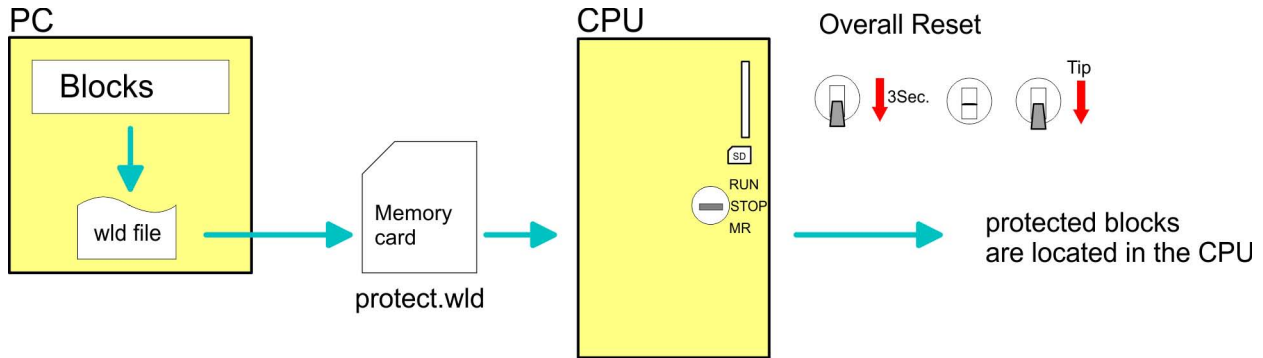 PC
Blocks
wld file
Memory
card
protect.wld
CPU
SD
RUN
STOP
MR
Overall Reset
3Sec.
Tip
protected blocks
are located in the CPU